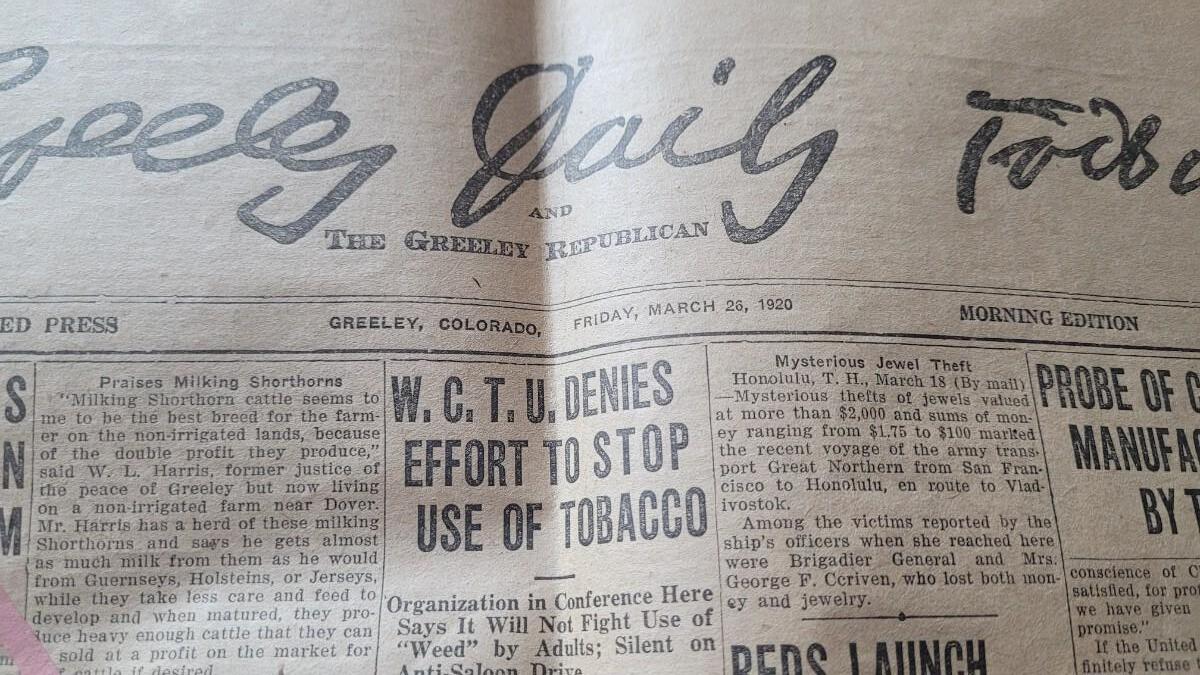 Greeley Daily
AND
THE GREELEY REPUBLICAN
ED PRESS
GREELEY, COLORADO, FRIDAY, MARCH 26, 1920
MORNING EDITION
S
N
M
Praises Milking Shorthorns
"Milking Shorthorn cattle seems to
me to be the best breed for the farm-
er on the non-irrigated lands, because
of the double profit they produce,"
said W. L. Harris, former justice of
the peace of Greeley but now living
on a non-irrigated farm near Dover.
Mr. Harris has a herd of these milking
Shorthorns and says he gets almost
as much milk from them as he would
from Guernseys, Holsteins, or Jerseys,
while they take less care and feed to
develop and when matured, they pro-
duce heavy enough cattle that they can
sold at a profit on the market for
cattle if desired
W. C. T. U. DENIES
EFFORT TO STOP
USE OF TOBACCO
Organization in Conference Here
Says It Will Not Fight Use of
"Weed" by Adults; Silent on
Anti-Saloon Drive
Mysterious Jewel Theft
Honolulu, T. H., March 18 (By mail)
—Mysterious thefts of jewels valued
at more than $2,000 and sums of mon-
ey ranging from $1.75 to $100 marked
the recent voyage of the army trans-
port Great Northern from San Fran-
cisco to Honolulu, en route to Vlad-
ivostok.
Among the victims reported by the
ship's officers when she reached here
were Brigadier General and Mrs.
George F. Ccriven, who lost both mon-
ey and jewelry.
REDS LAUNCH
PROBE OF
MANUFAC
BY T
conscience of C
satisfied, for pro
we have given
promise."
If the United
finitely refuse